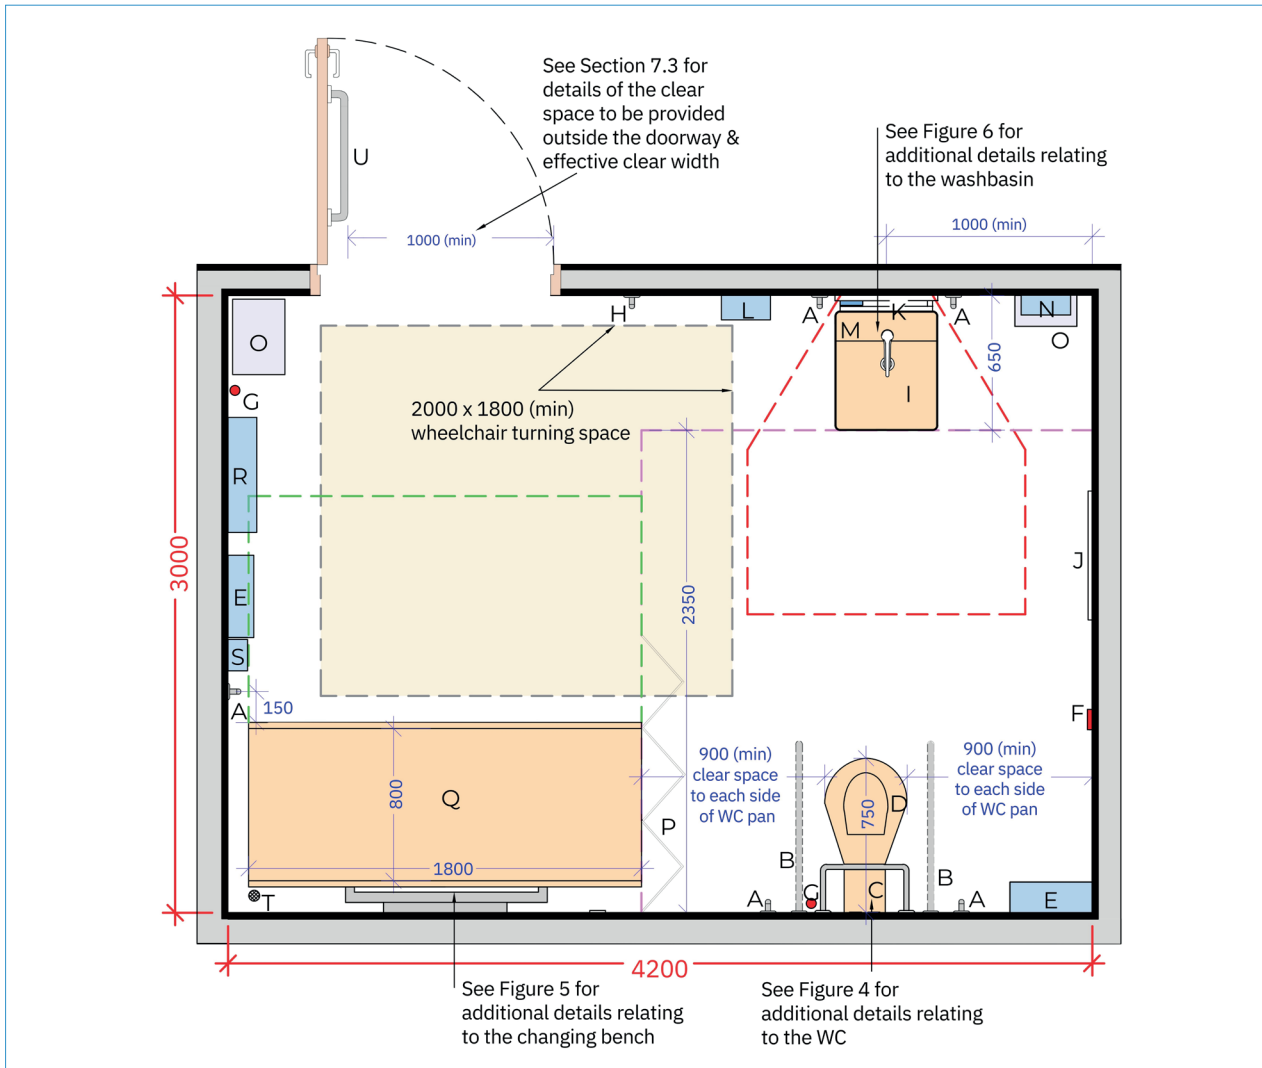 See Section 7.3 for
details of the clear
space to be provided
outside the doorway &
effective clear width
U
1000 (min)
See Figure 6 for
additional details relating
to the washbasin
1000 (min)
H
L
A
K
A
N
M
O
O
I
650
G
2000 x 1800 (min)
wheelchair turning space
R
3000
E
J
2350
S
A
150
F
900 (min)
clear space
to each side
of WC pan
900 (min)
clear space
to each side
of WC pan
800
Q
D
750
P
1800
B
B
T
A
G
C
A
E
4200
See Figure 5 for
additional details relating
to the changing bench
See Figure 4 for
additional details relating
to the WC